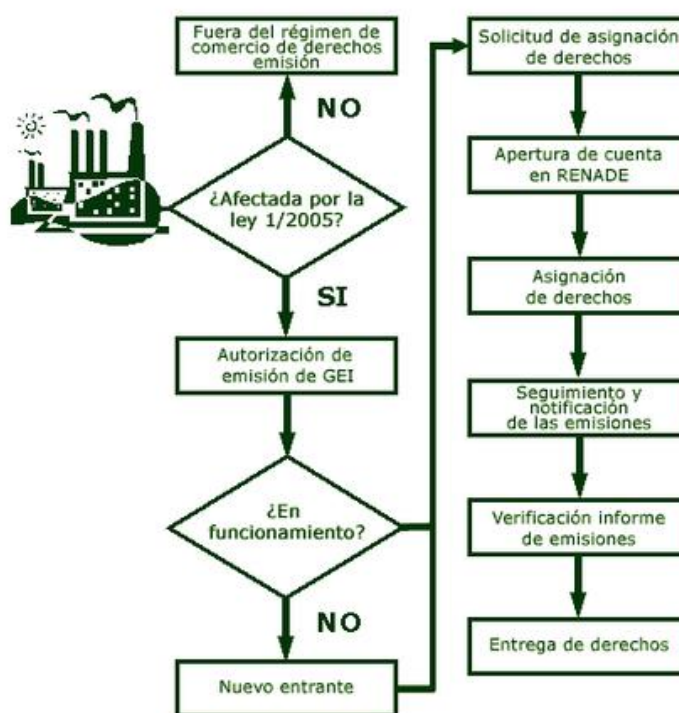 Fuera del régimen de
comercio de derechos
emisión
NO
¿Afectada por la
ley 1/2005?
SI
Autorización de
emisión de GEI
¿En
funcionamiento?
NO
Nuevo entrante
Solicitud de asignación
de derechos
Apertura de cuenta
en RENADE
Asignación
de derechos
Seguimiento y
notificación
de las emisiones
Verificación informe
de emisiones
Entrega de derechos